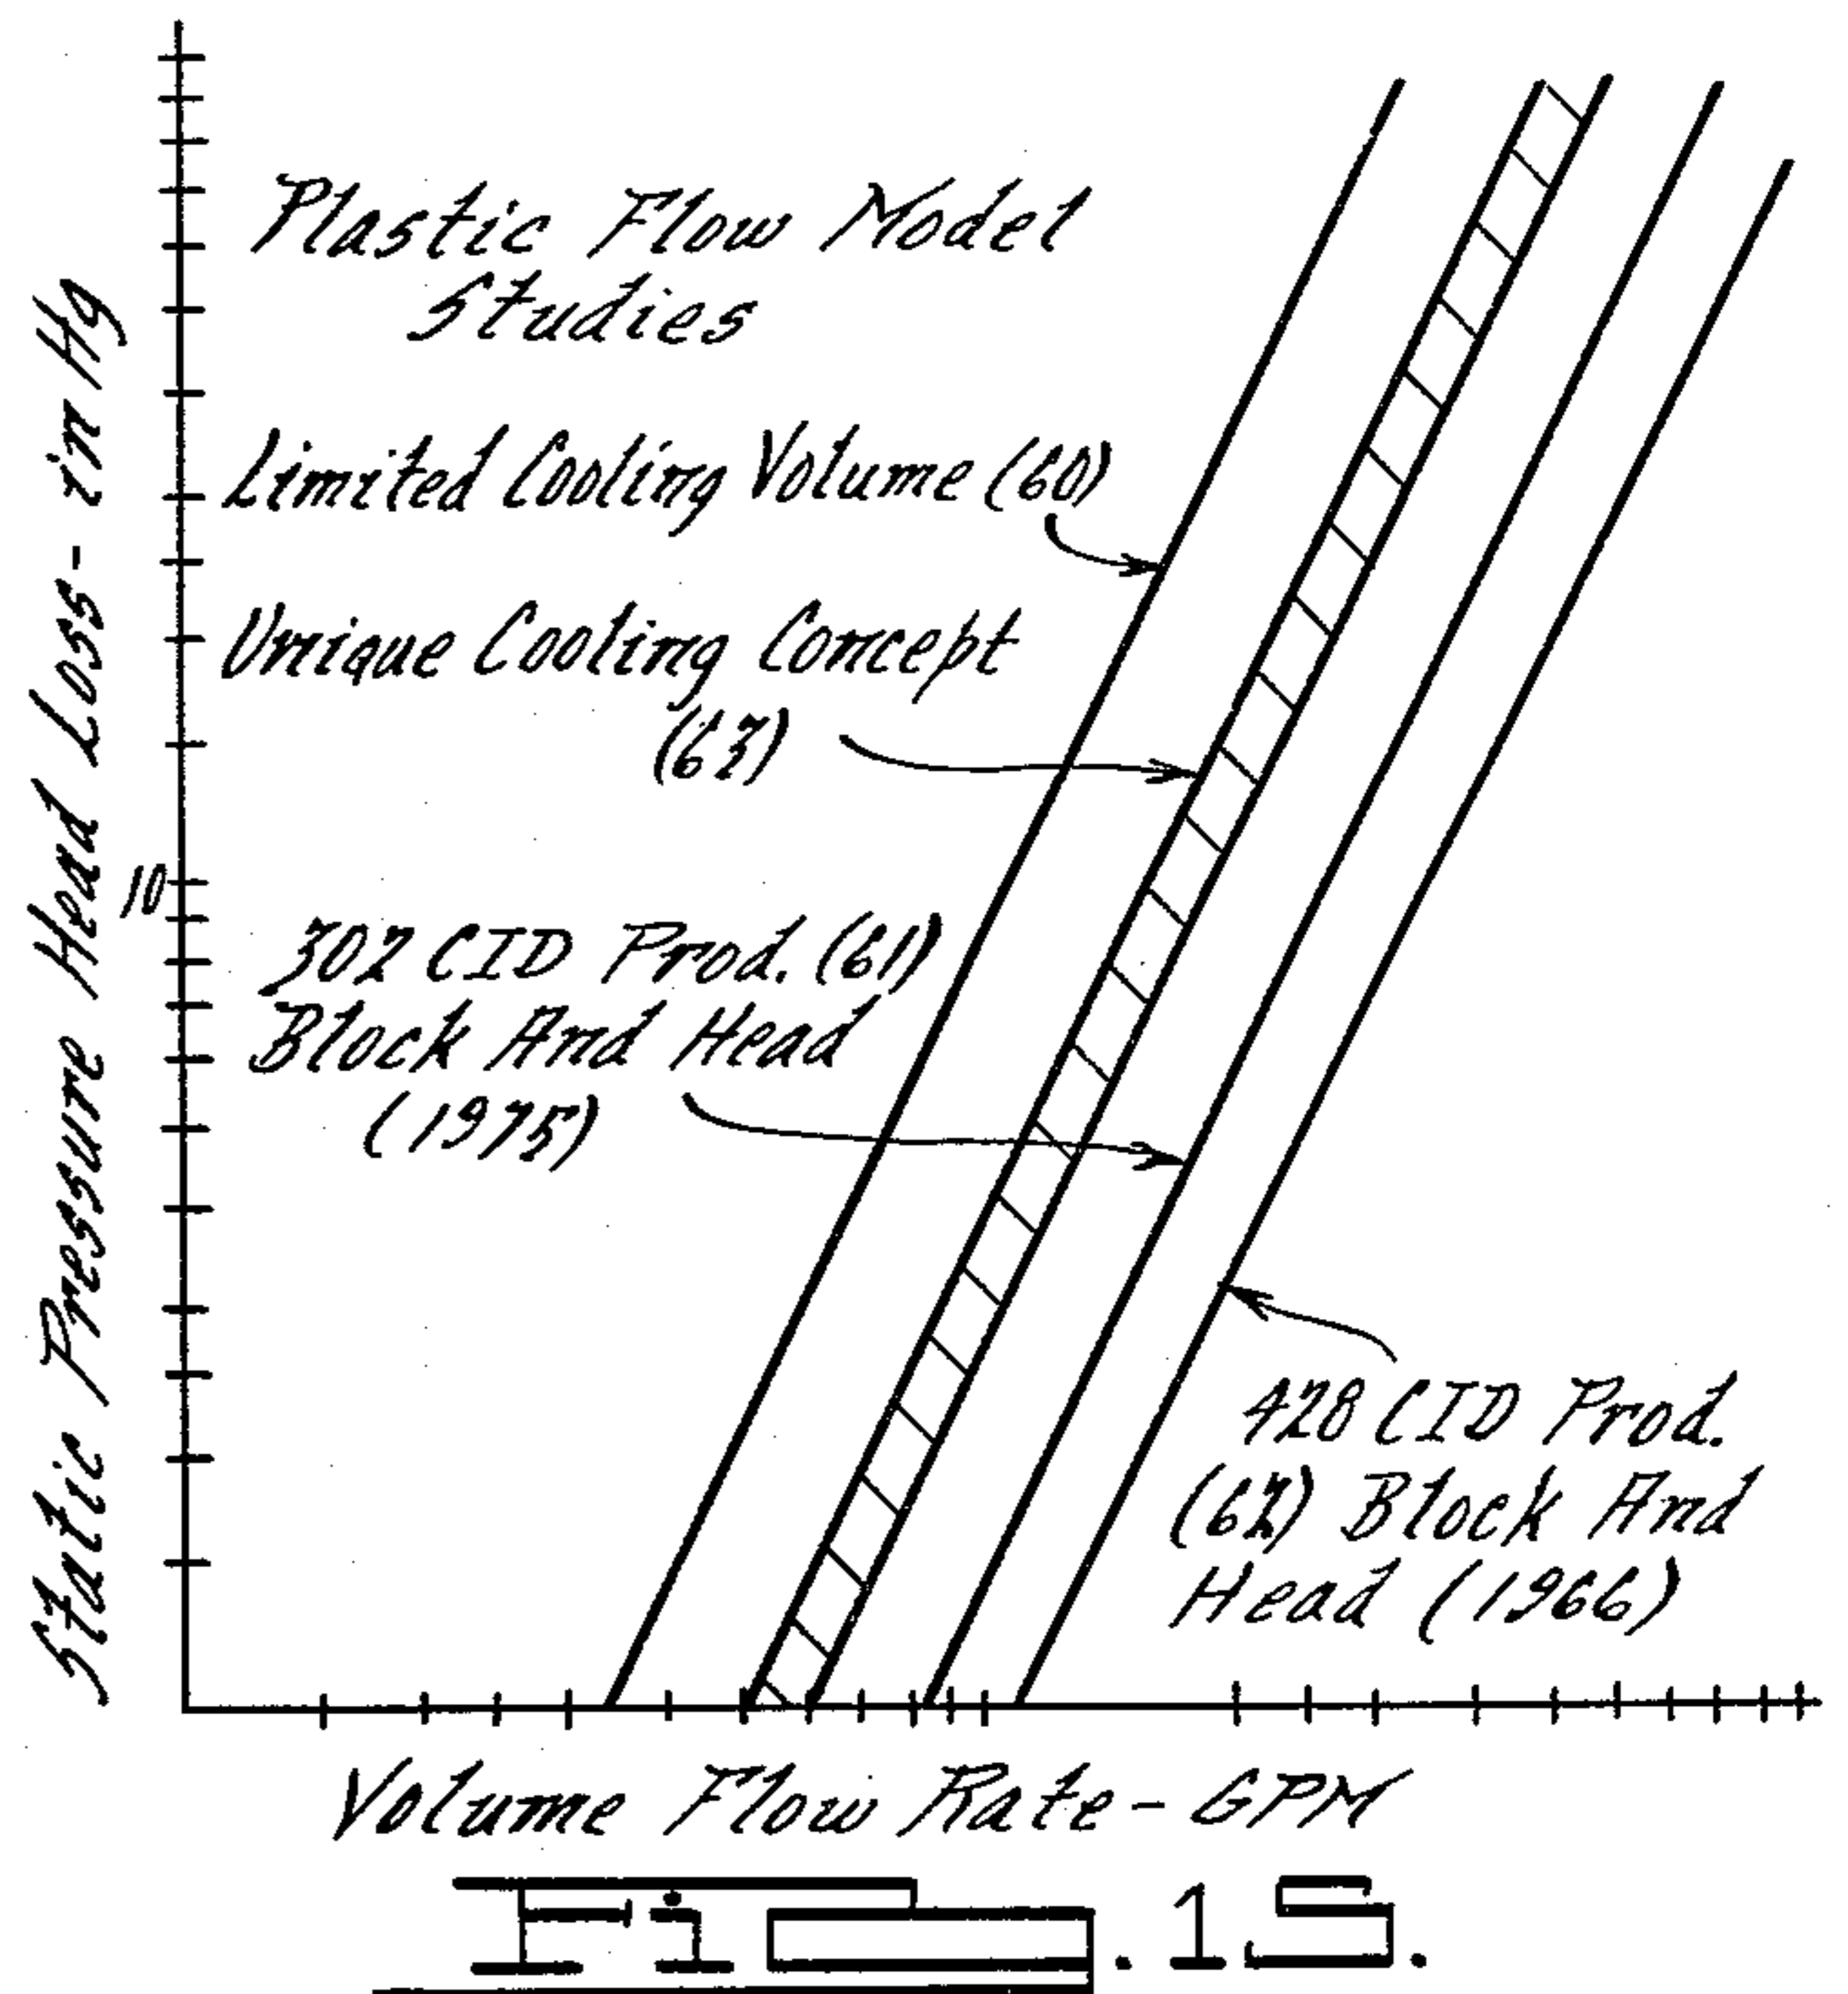 Plastic Flow Model
Studies
Limited Cooling Volume (60)
Unique Cooling Concept
(63)
302 CID Prod. (61)
Block And Head
(1975)
428 CID Prod.
(62) Block And
Head (1966)
Static Pressure Head Loss- in Hg
10
Volume Flow Rate - GPM
Fig. 15.